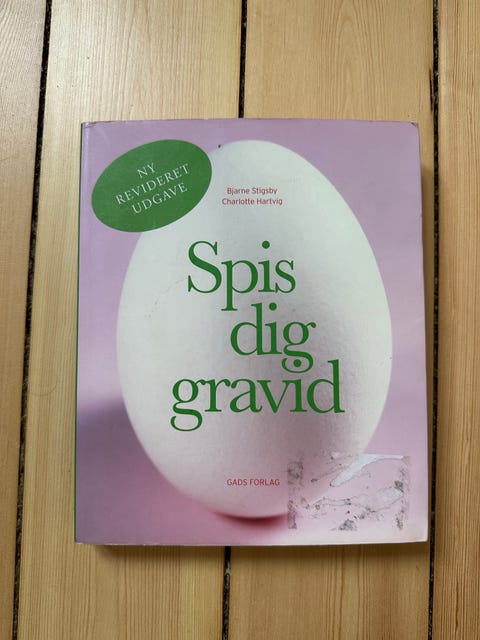 NY
REVIDERET
UDGAVE
Bjarne Stigsby
Charlotte Hartvig
Spis
dig
gravid
GADS FORLAG